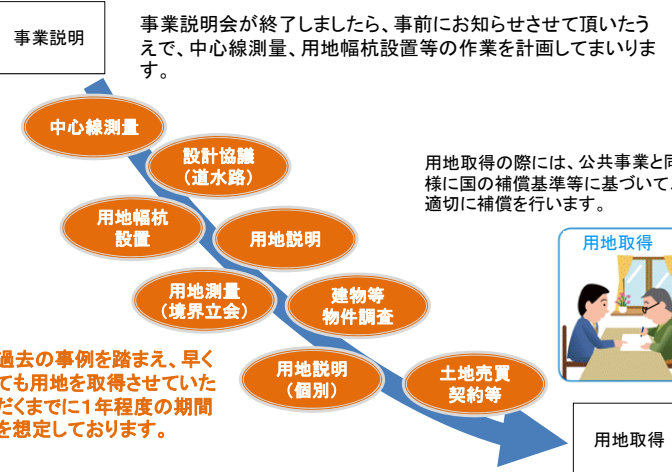 事業説明
事業説明会が終了しましたら、事前にお知らせさせて頂いたう
えで、中心線測量、用地幅杭設置等の作業を計画してまいりま
す。
中心線測量
設計協議
（道水路）
用地幅杭
設置
用地説明
用地測量
（境界立会）
建物等
物件調査
用地説明
（個別）
土地売買
契約等
用地取得の際には、公共事業と同
様に国の補償基準等に基づいて、
適切に補償を行います。
用地取得
過去の事例を踏まえ、早く
ても用地を取得させていた
だくまでに１年程度の期間
を想定しております。
用地取得